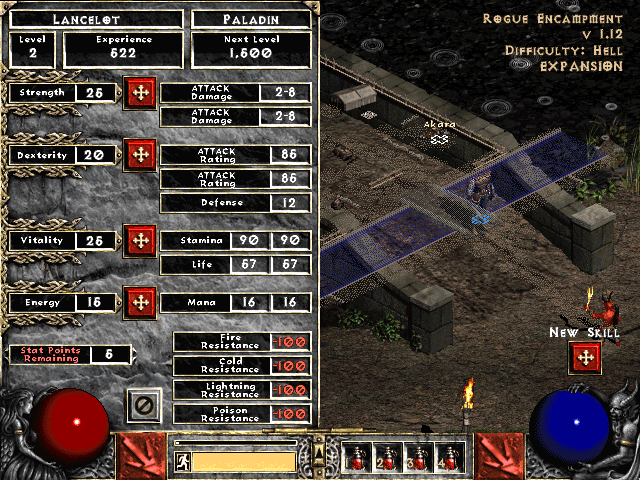 Lancelot
Paladin
Level
2
Experience
522
Next Level
1,500
Strength
25
ATTACK
Damage
2-8
ATTACK
Damage
2-8
Dexterity
20
ATTACK
Rating
85
ATTACK
Rating
85
Defense
12
Vitality
25
Stamina
90
90
Life
57
57
Energy
15
Mana
16
16
Stat Points
Remaining
5
Fire
Resistance
-100
Cold
Resistance
-100
Lightning
Resistance
-100
Poison
Resistance
-100
Rogue Encampment
v 1.12
Difficulty: Hell
EXPANSION
Akara
New Skill
1
2
3
4